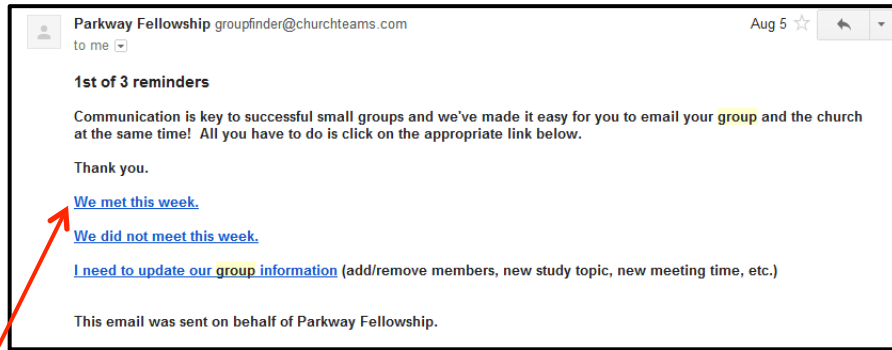 Parkway Fellowship groupfinder@churchteams.com Aug 5
to me
1st of 3 reminders
Communication is key to successful small groups and we've made it easy for you to email your group and the church
at the same time! All you have to do is click on the appropriate link below.
Thank you.
We met this week.
We did not meet this week.
I need to update our group information (add/remove members, new study topic, new meeting time, etc.)
This email was sent on behalf of Parkway Fellowship.